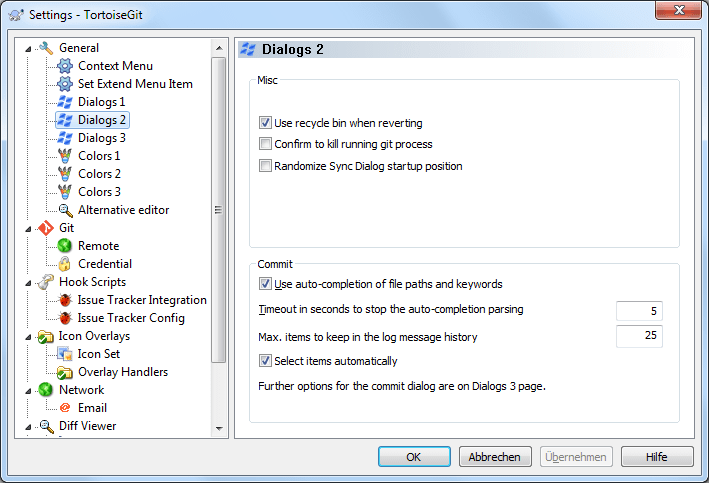 Settings - TortoiseGit
General
Context Menu
Set Extend Menu Item
Dialogs 1
Dialogs 2
Dialogs 3
Colors 1
Colors 2
Colors 3
Alternative editor
Git
Remote
Credential
Hook Scripts
Issue Tracker Integration
Issue Tracker Config
Icon Overlays
Icon Set
Overlay Handlers
Network
Email
Diff Viewer
Dialogs 2
Misc
Use recycle bin when reverting
Confirm to kill running git process
Randomize Sync Dialog startup position
Commit
Use auto-completion of file paths and keywords
Timeout in seconds to stop the auto-completion parsing 5
Max. items to keep in the log message history 25
Select items automatically
Further options for the commit dialog are on Dialogs 3 page.
OK Abbrechen Übernehmen Hilfe